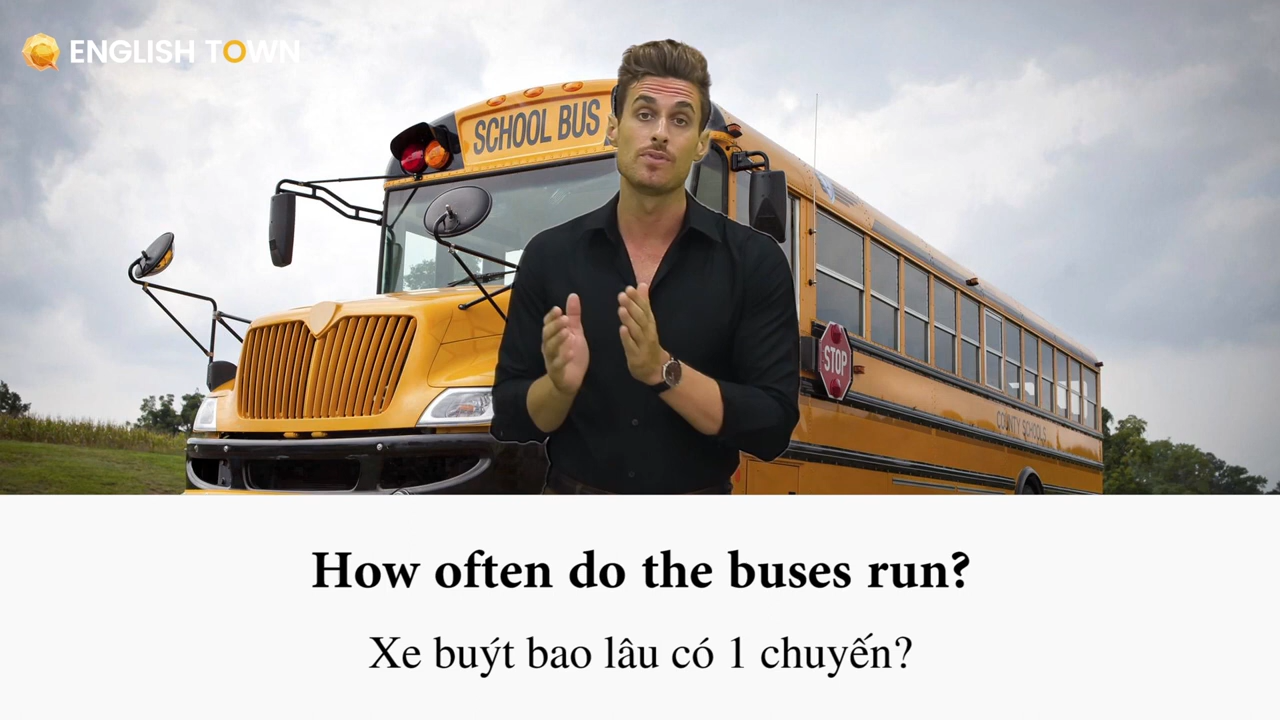 ENGLISH TOWN
SCHOOL BUS
STOP
COUNTY SCHOOLS
How often do the buses run?
Xe buýt bao lâu có 1 chuyến?